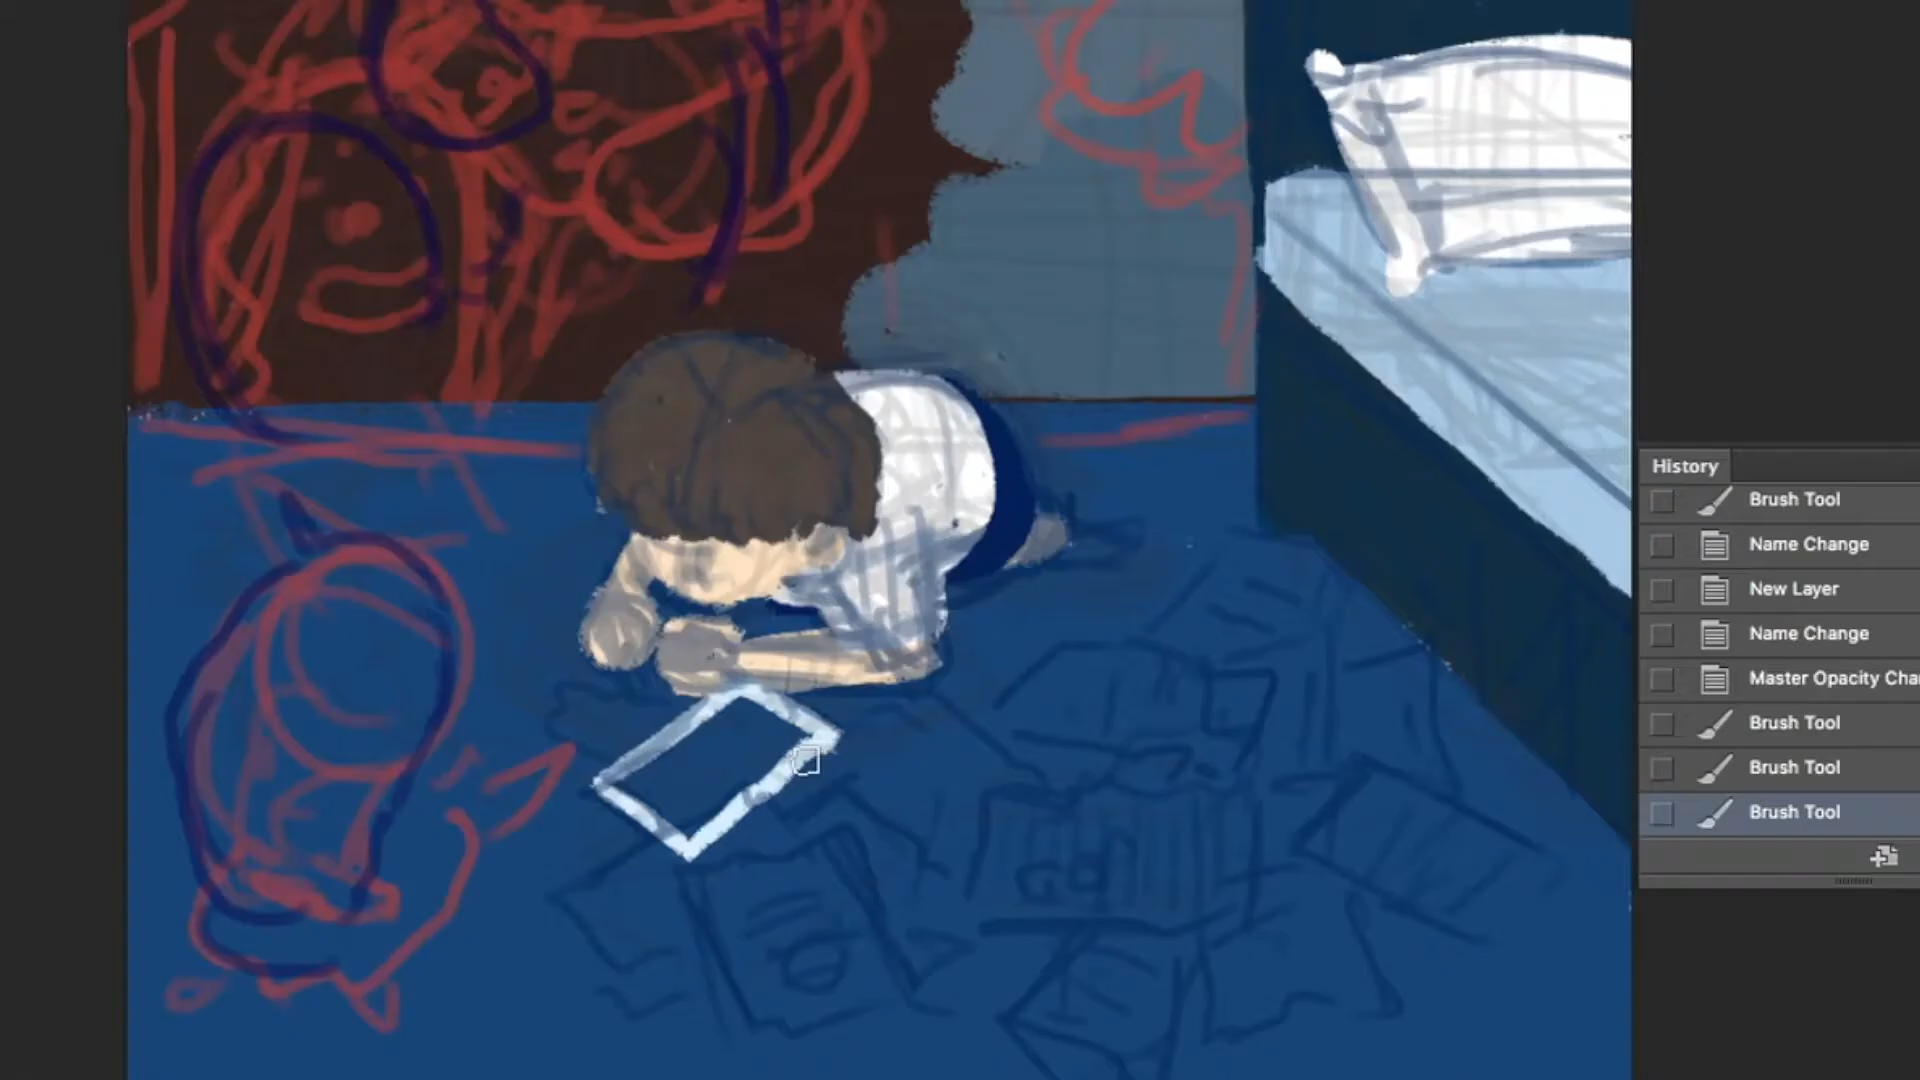 History
Brush Tool
Name Change
New Layer
Name Change
Master Opacity Cha
Brush Tool
Brush Tool
Brush Tool